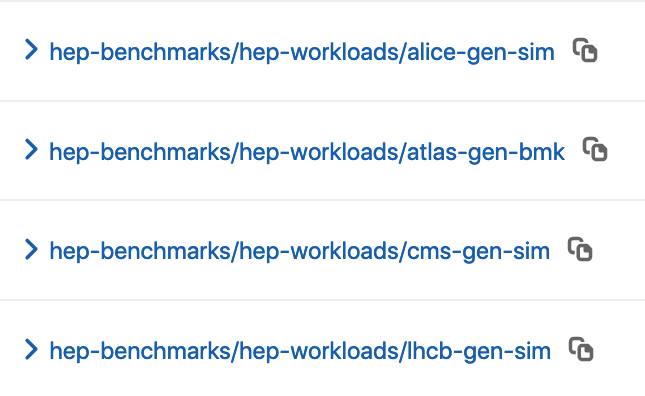 hep-benchmarks/hep-workloads/alice-gen-sim
hep-benchmarks/hep-workloads/atlas-gen-bmk
hep-benchmarks/hep-workloads/cms-gen-sim
hep-benchmarks/hep-workloads/lhcb-gen-sim